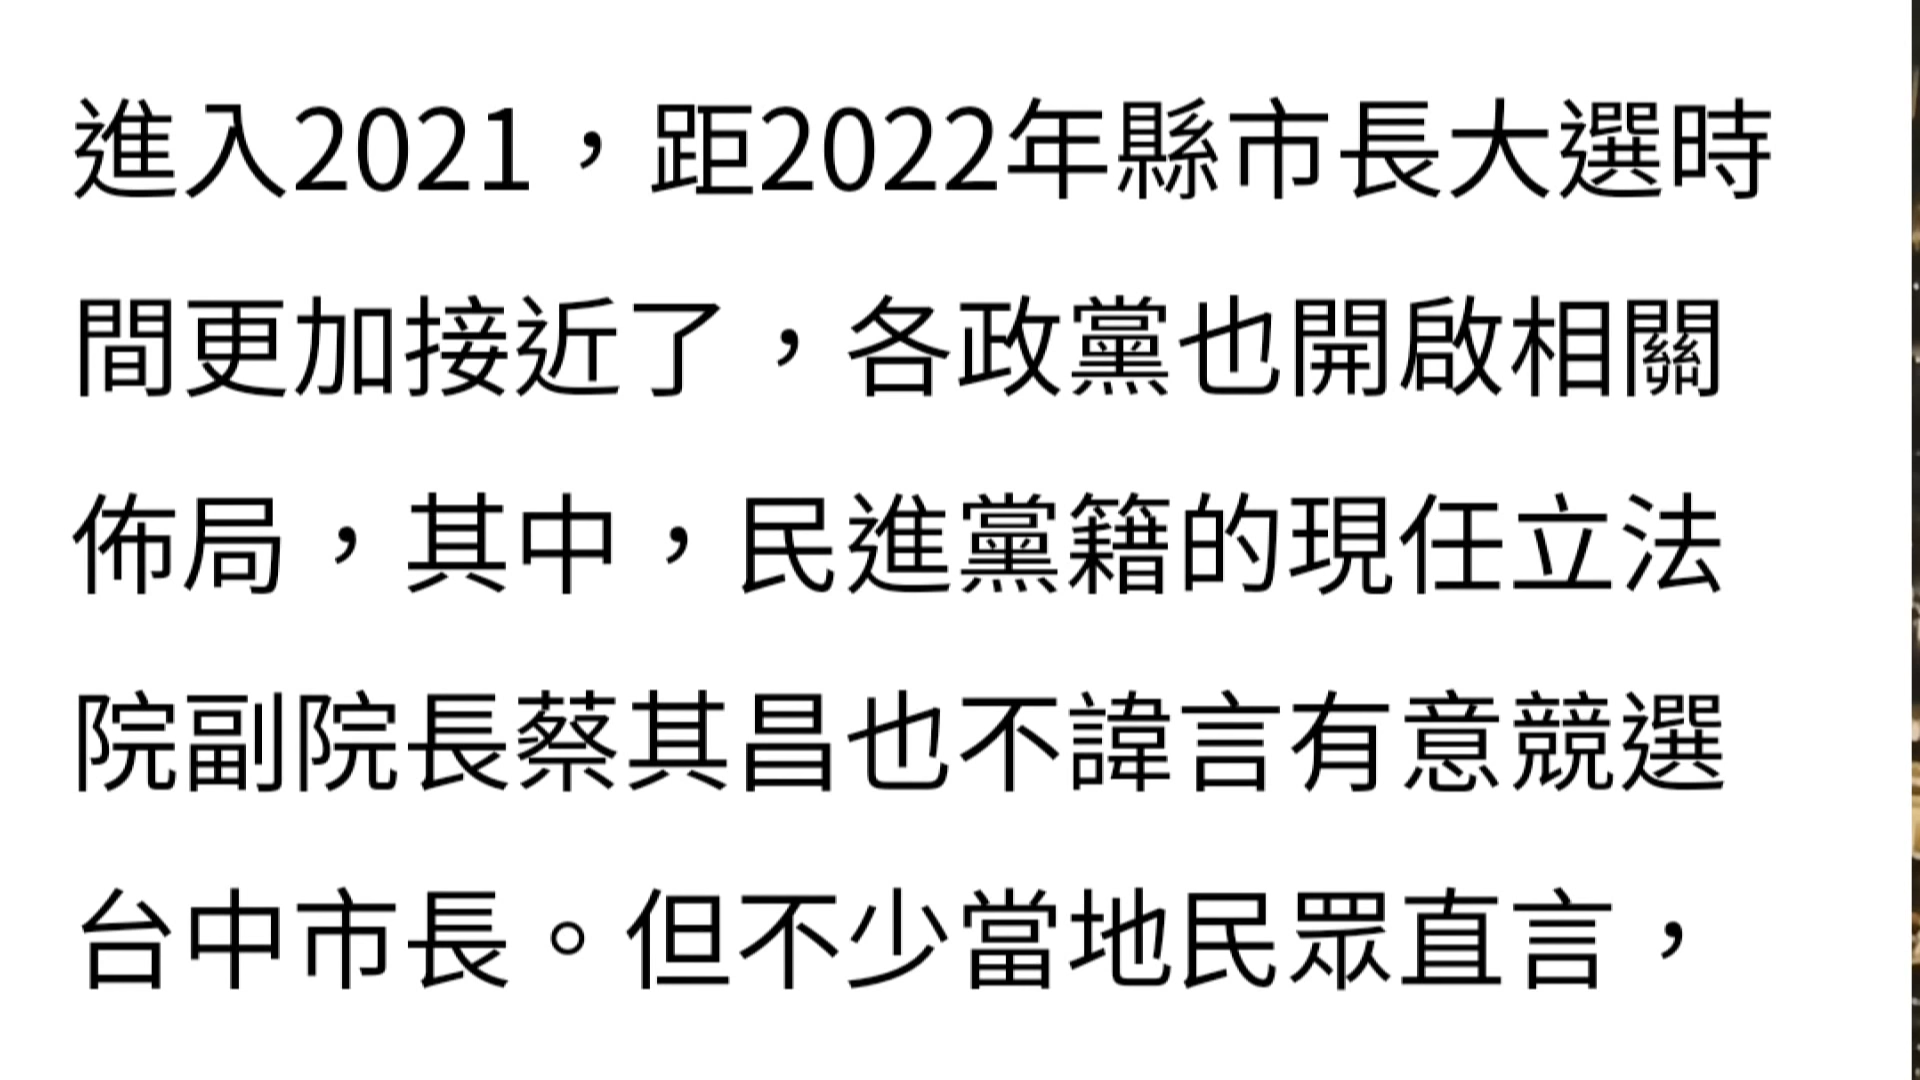 進入2021，距2022年縣市長大選時
間更加接近了，各政黨也開啟相關
佈局，其中，民進黨籍的現任立法
院副院長蔡其昌也不諱言有意競選
台中市長。但不少當地民眾直言，